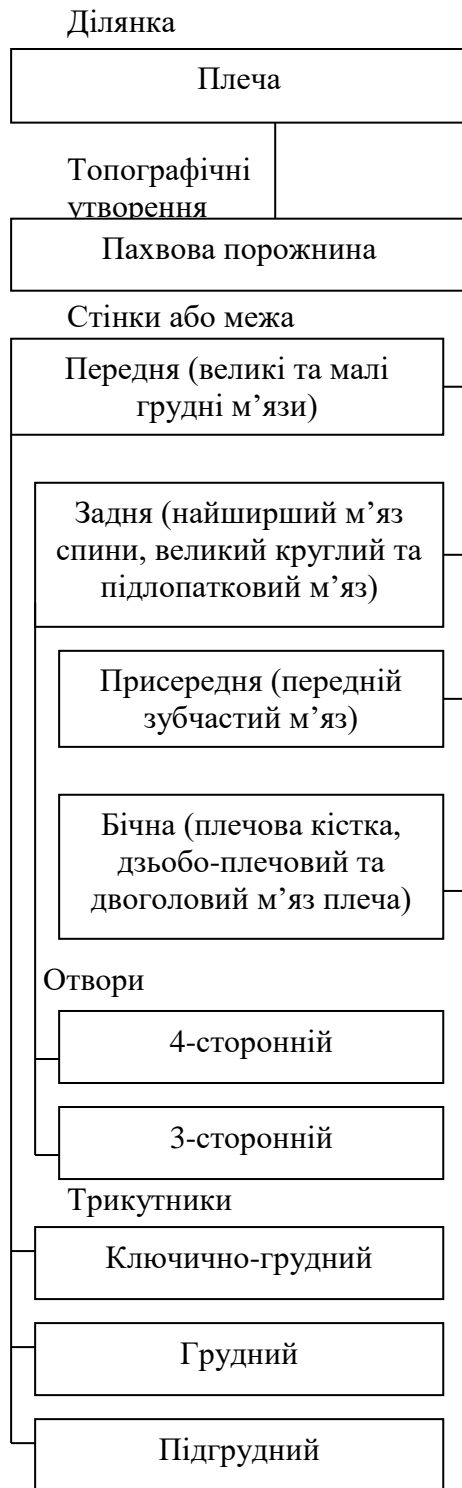 Ділянка
Плеча
Топографічні
утворення
Пахвова порожнина
Стінки або межа
Передня (великі та малі
грудні м’язи)
Задня (найширший м’яз
спини, великий круглий та
підлопатковий м’яз)
Присередня (передній
зубчастий м’яз)
Бічна (плечова кістка,
дзьобо-плечовий та
двоголовий м’яз плеча)
Отвори
4-сторонній
3-сторонній
Трикутники
Ключично-грудний
Грудний
Підгрудний